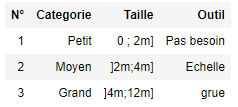 N° Categorie Taille Outil
1 Petit 0 ; 2m] Pas besoin
2 Moyen ]2m;4m] Echelle
3 Grand ]4m;12m] grue